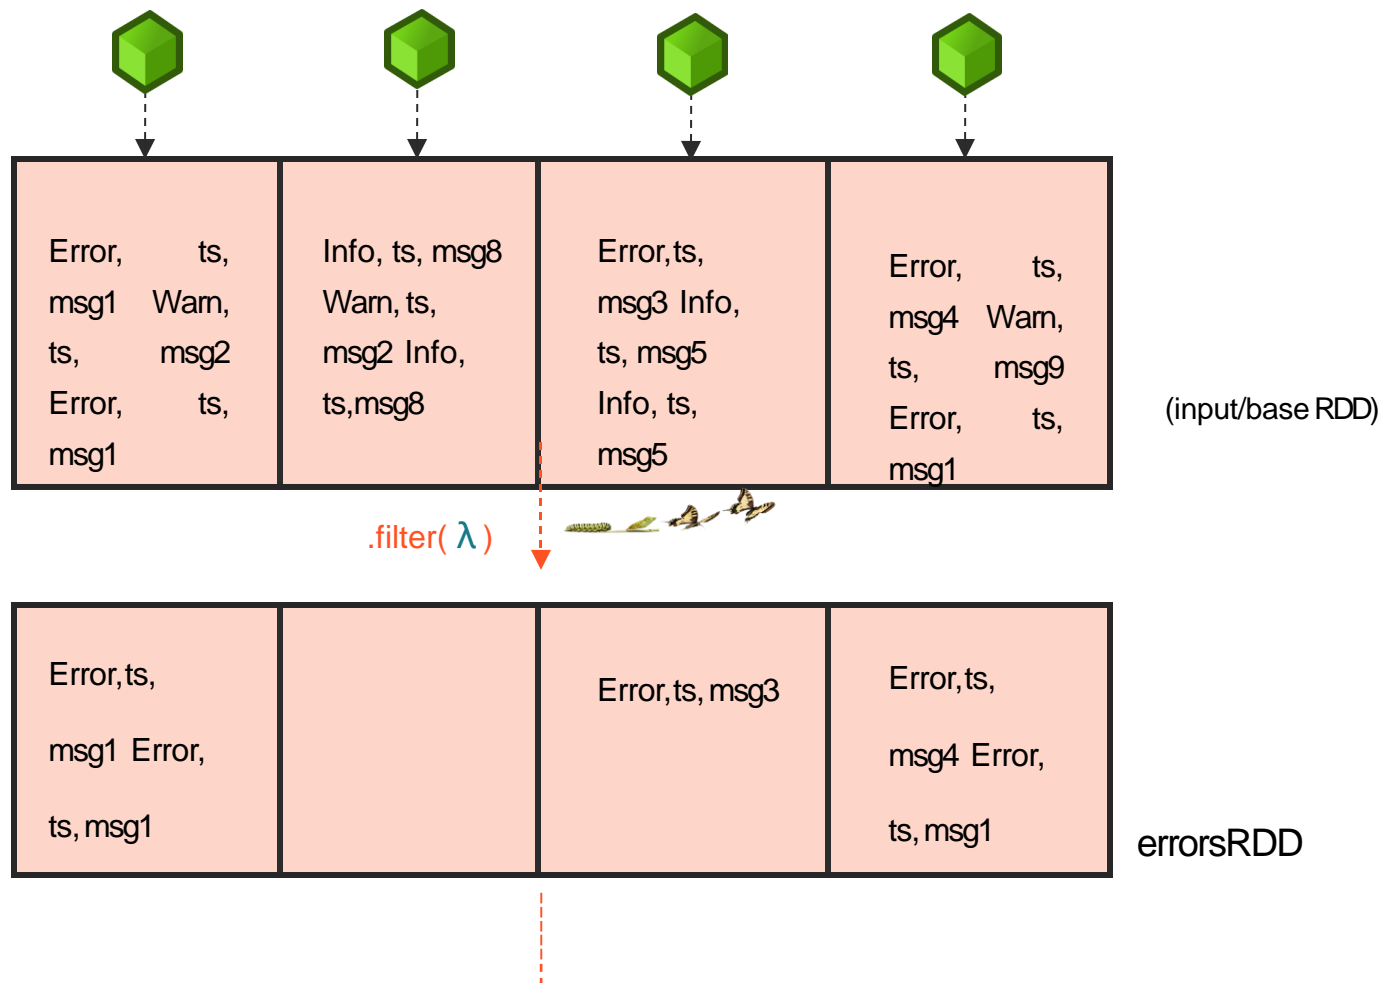 Error, ts,
msg1 Warn,
ts, msg2
Error, ts,
msg1
Info, ts, msg8
Warn, ts,
msg2 Info,
ts,msg8
Error,ts,
msg3 Info,
ts, msg5
Info, ts,
msg5
Error, ts,
msg4 Warn,
ts, msg9
Error, ts,
msg1
(input/base RDD)
.filter( λ )
Error,ts,
msg1 Error,
ts, msg1
Error,ts, msg3
Error,ts,
msg4 Error,
ts, msg1
errorsRDD